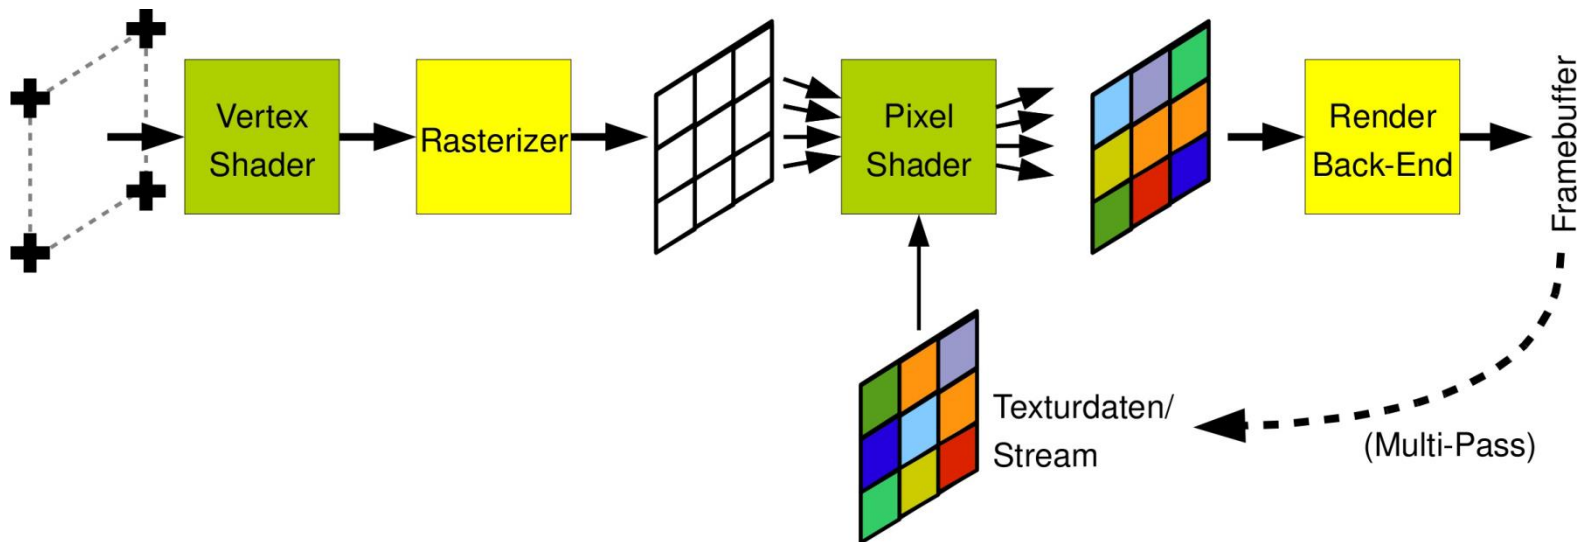 Vertex
Shader
Rasterizer
Pixel
Shader
Render
Back-End
Framebuffer
Texturdaten/
Stream
(Multi-Pass)